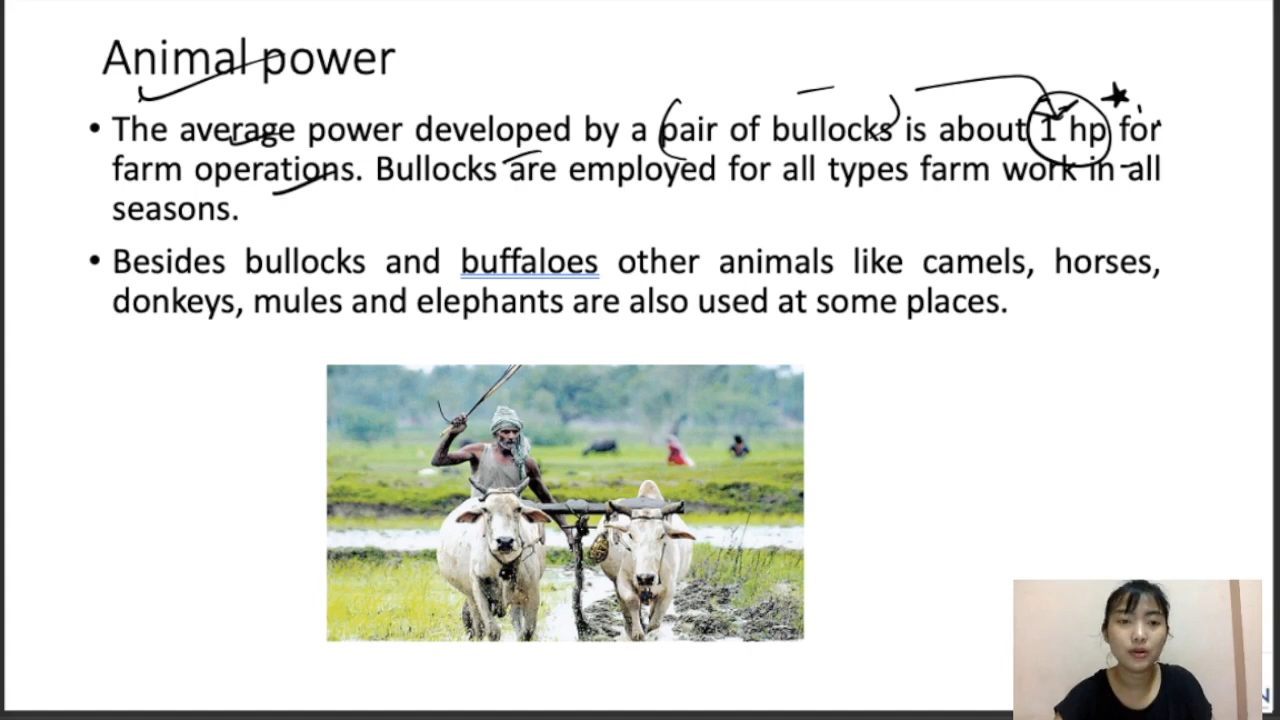 Animal power
• The average power developed by a pair of bullocks is about 1 hp for
farm operations. Bullocks are employed for all types farm work in all
seasons.
• Besides bullocks and buffaloes other animals like camels, horses,
donkeys, mules and elephants are also used at some places.
N